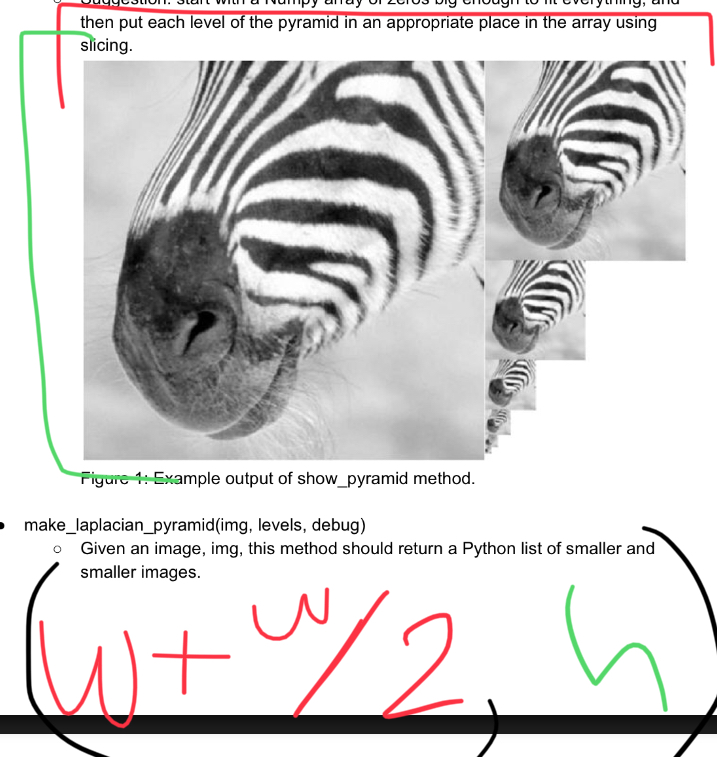 Suggestion: start with a Numpy array of zeros big enough to fit everything, and
then put each level of the pyramid in an appropriate place in the array using
slicing.
Figure 1: Example output of show_pyramid method.
● make_laplacian_pyramid(img, levels, debug)
○ Given an image, img, this method should return a Python list of smaller and
smaller images.
(w + w/2, h)